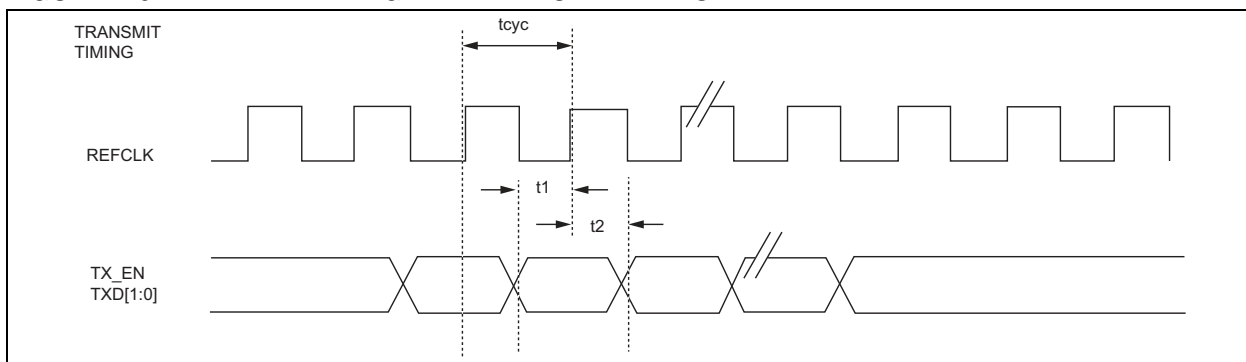 tcyc
TRANSMIT
TIMING
REFCLK
t1
t2
TX_EN
TXD[1:0]